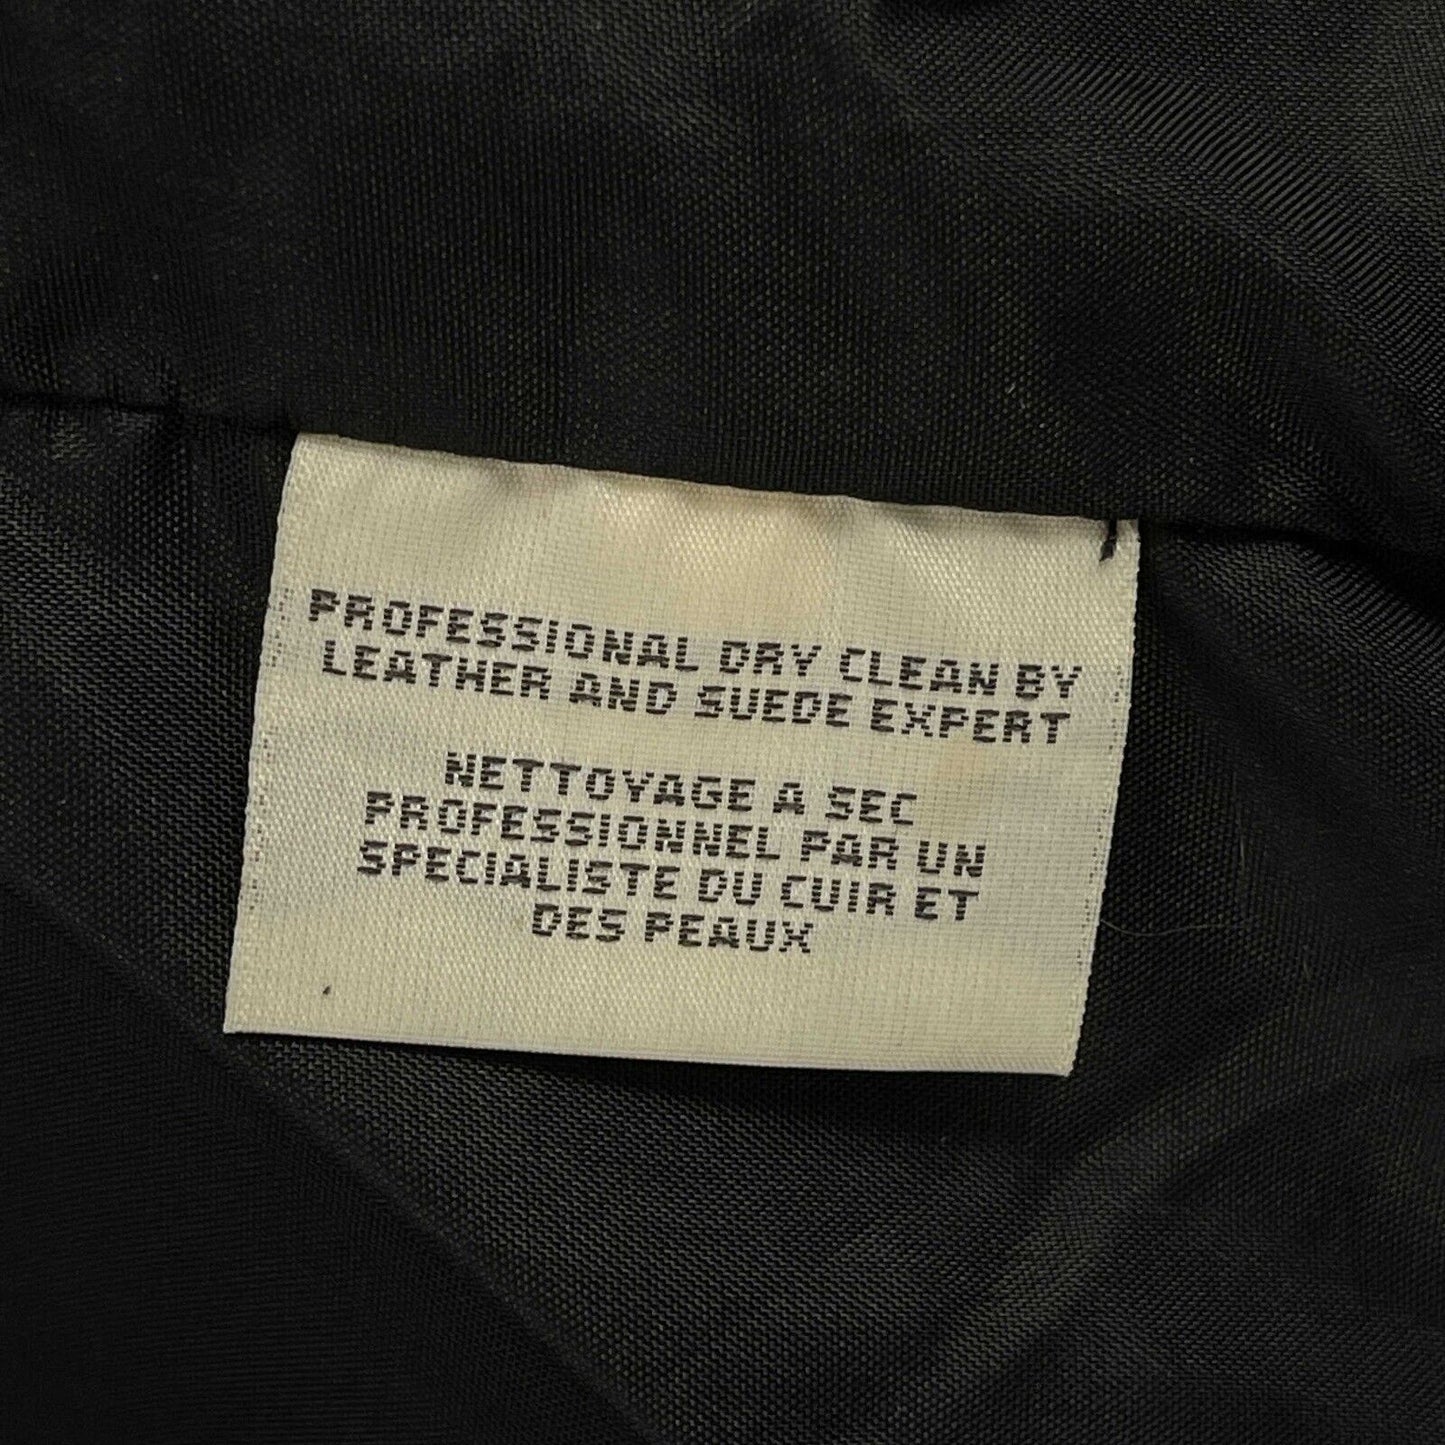 PROFESSIONAL DRY CLEAN BY
LEATHER AND SUEDE EXPERT
NETTOYAGE A SEC
PROFESSIONNEL PAR UN
SPECIALISTE DU CUIR ET
DES PEAUX